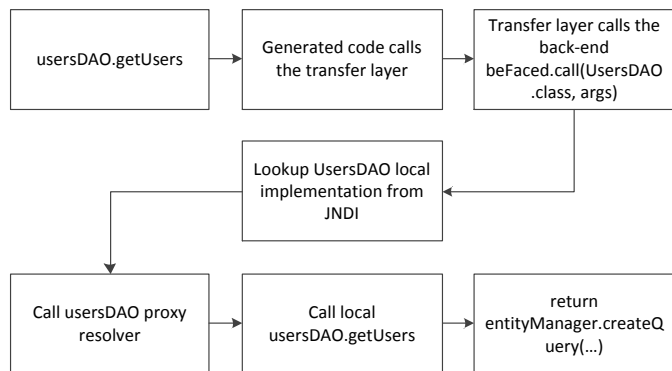 usersDAO.getUsers
Generated code calls
the transfer layer
Transfer layer calls the
back-end
beFaced.call(UsersDAO
.class, args)
Lookup UsersDAO local
implementation from
JNDI
Call usersDAO proxy
resolver
Call local
usersDAO.getUsers
return
entityManager.createQ
uery(...)